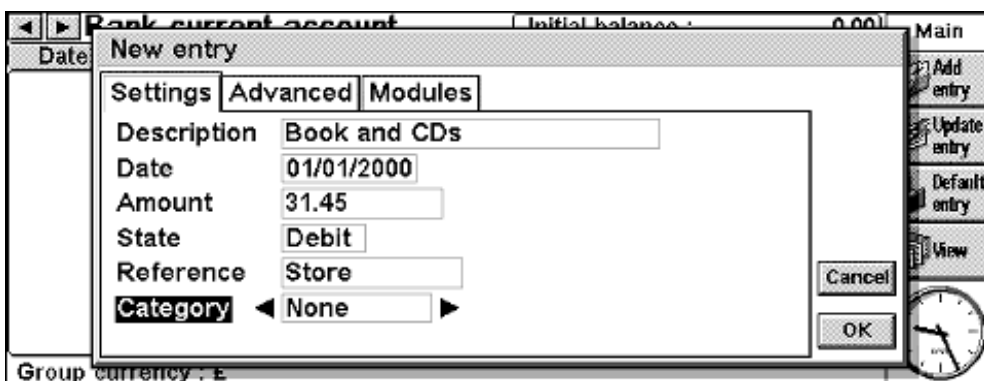 Bank current account
Initial balance : 0.00
Main
Date
New entry
Settings Advanced Modules
Description Book and CDs
Date 01/01/2000
Amount 31.45
State Debit
Reference Store
Category None
Cancel
OK
Add
entry
Update
entry
Default
entry
View
Group currency : £